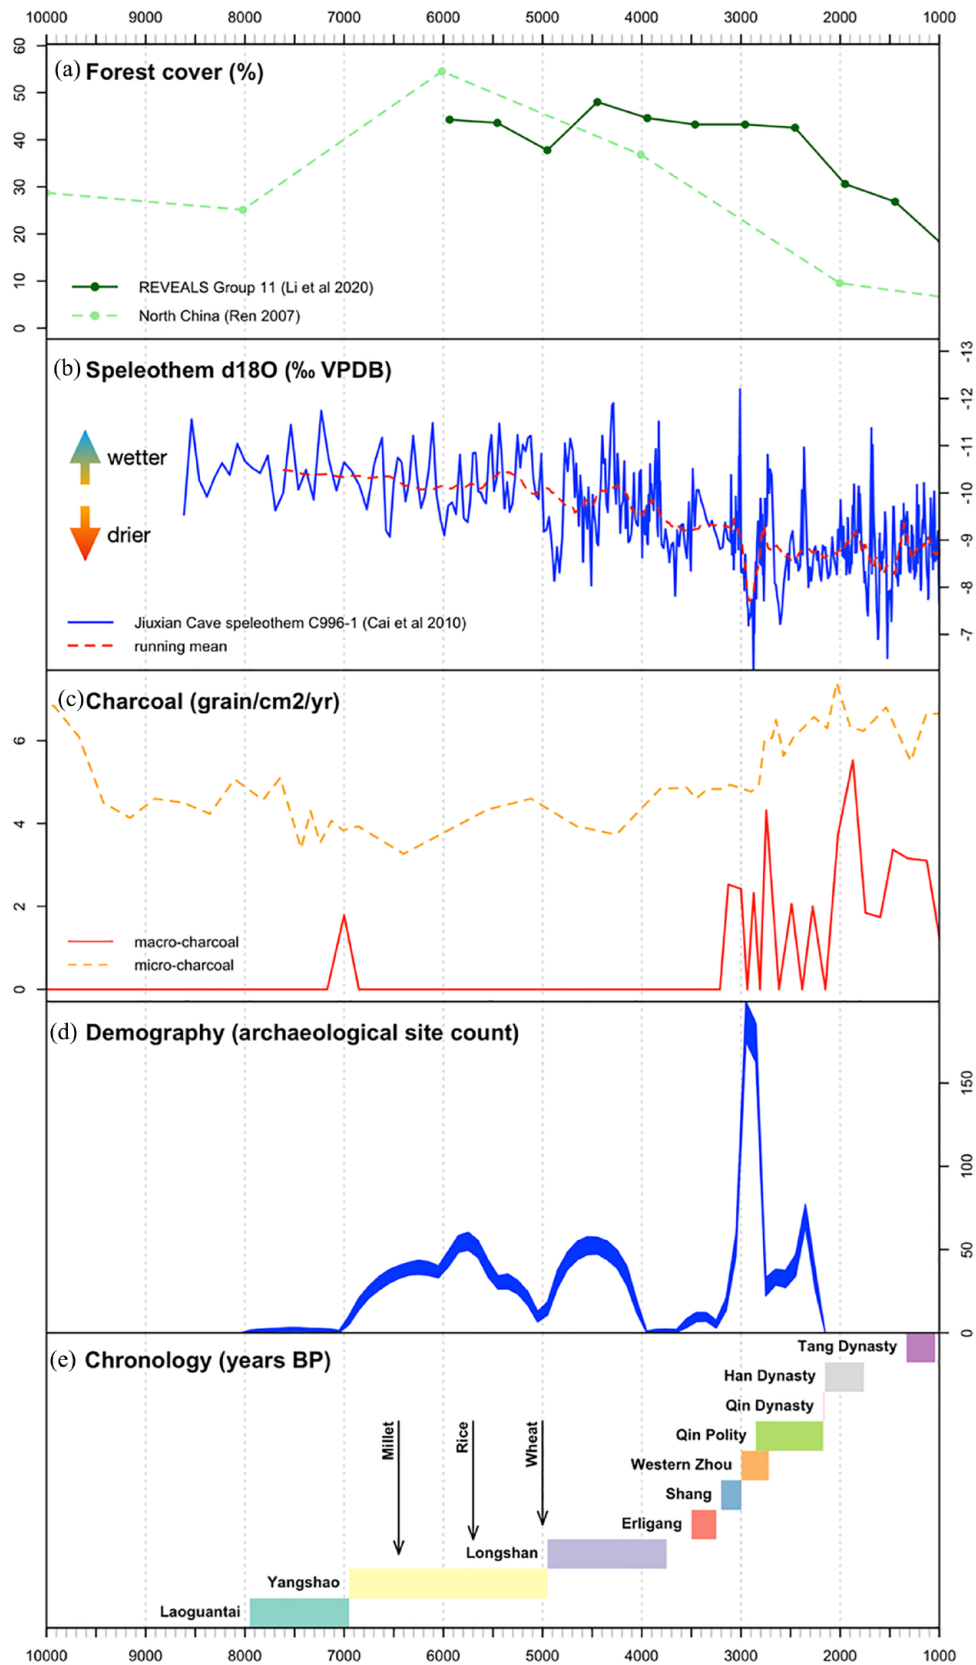 10000 9000 8000 7000 6000 5000 4000 3000 2000 1000
(a) Forest cover (%)
60
50
40
30
20
10
0
REVEALS Group 11 (Li et al 2020)
North China (Ren 2007)
(b) Speleothem d18O (‰ VPDB)
-13
-12
-11
-10
-9
-8
-7
wetter
drier
Jiuxian Cave speleothem C996-1 (Cai et al 2010)
running mean
(c) Charcoal (grain/cm2/yr)
6
4
2
0
macro-charcoal
micro-charcoal
(d) Demography (archaeological site count)
150
100
50
0
(e) Chronology (years BP)
Tang Dynasty
Han Dynasty
Qin Dynasty
Qin Polity
Western Zhou
Shang
Erligang
Millet
Rice
Wheat
Longshan
Yangshao
Laoguantai
10000 9000 8000 7000 6000 5000 4000 3000 2000 1000